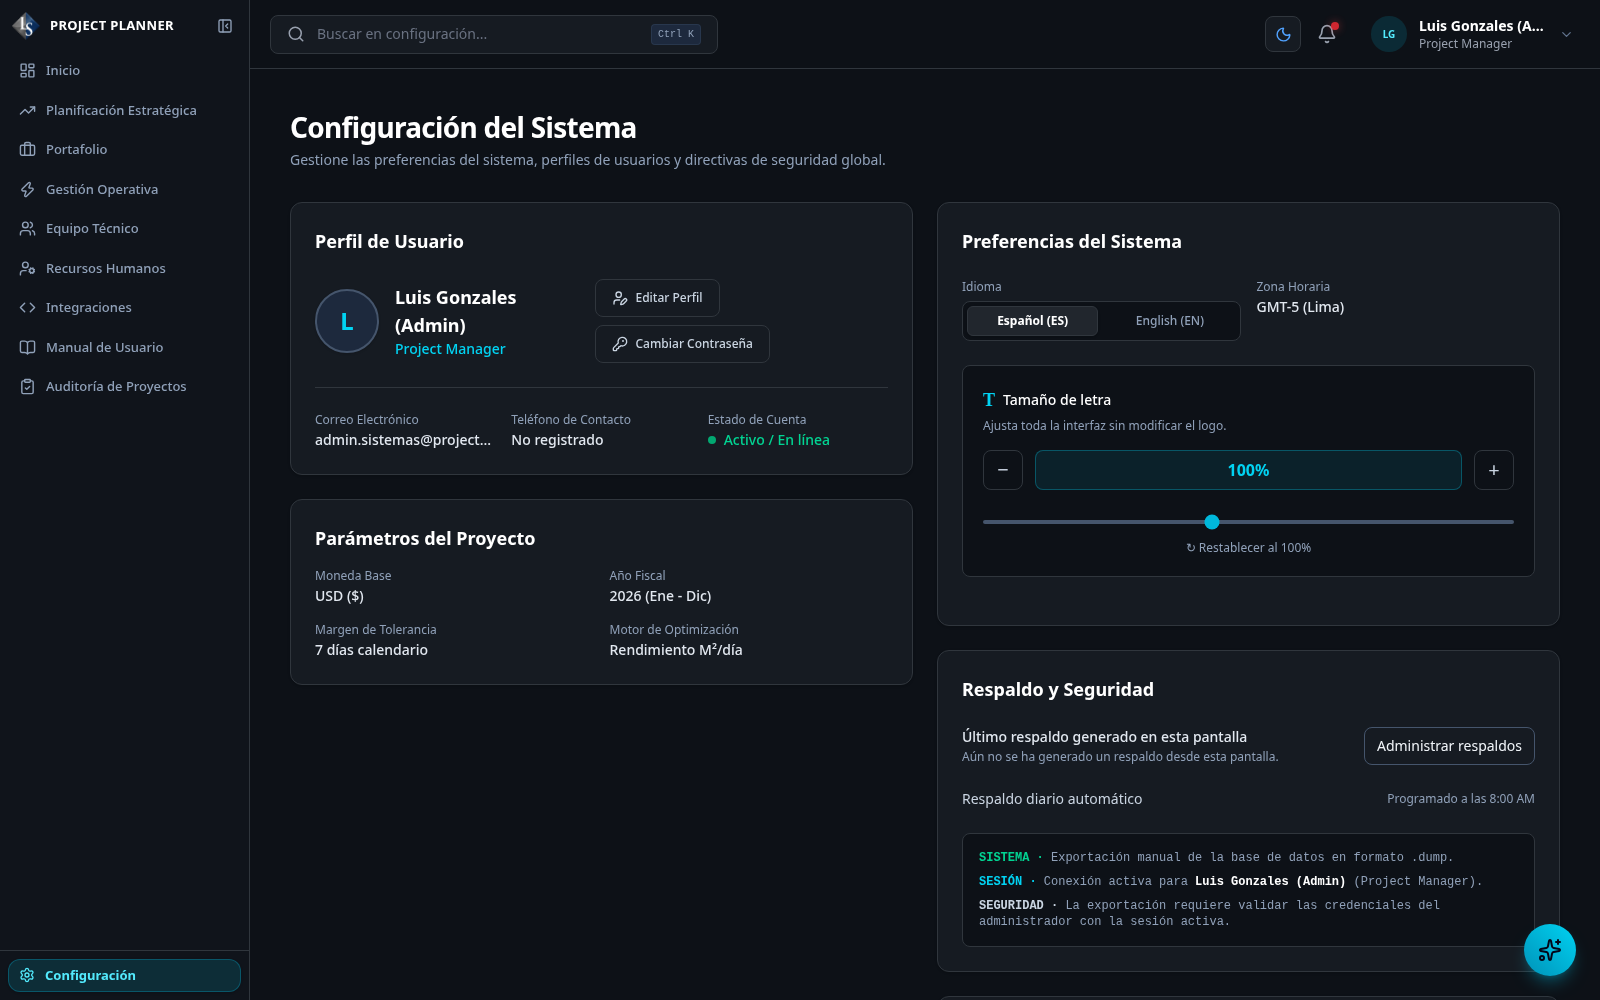 PROJECT PLANNER
Inicio
Planificación Estratégica
Portafolio
Gestión Operativa
Equipo Técnico
Recursos Humanos
Integraciones
Manual de Usuario
Auditoría de Proyectos
Configuración
Buscar en configuración...
Ctrl K
LG
Luis Gonzales (A...
Project Manager
Configuración del Sistema
Gestione las preferencias del sistema, perfiles de usuarios y directivas de seguridad global.
Perfil de Usuario
L
Luis Gonzales
(Admin)
Project Manager
Editar Perfil
Cambiar Contraseña
Correo Electrónico
admin.sistemas@project...
Teléfono de Contacto
No registrado
Estado de Cuenta
Activo / En línea
Parámetros del Proyecto
Moneda Base
USD ($)
Año Fiscal
2026 (Ene - Dic)
Margen de Tolerancia
7 días calendario
Motor de Optimización
Rendimiento M²/día
Preferencias del Sistema
Idioma
Español (ES)
English (EN)
Zona Horaria
GMT-5 (Lima)
T Tamaño de letra
Ajusta toda la interfaz sin modificar el logo.
− 100% +
↻ Restablecer al 100%
Respaldo y Seguridad
Último respaldo generado en esta pantalla
Aún no se ha generado un respaldo desde esta pantalla.
Administrar respaldos
Respaldo diario automático
Programado a las 8:00 AM
SISTEMA · Exportación manual de la base de datos en formato .dump.
SESIÓN · Conexión activa para Luis Gonzales (Admin) (Project Manager).
SEGURIDAD · La exportación requiere validar las credenciales del
administrador con la sesión activa.